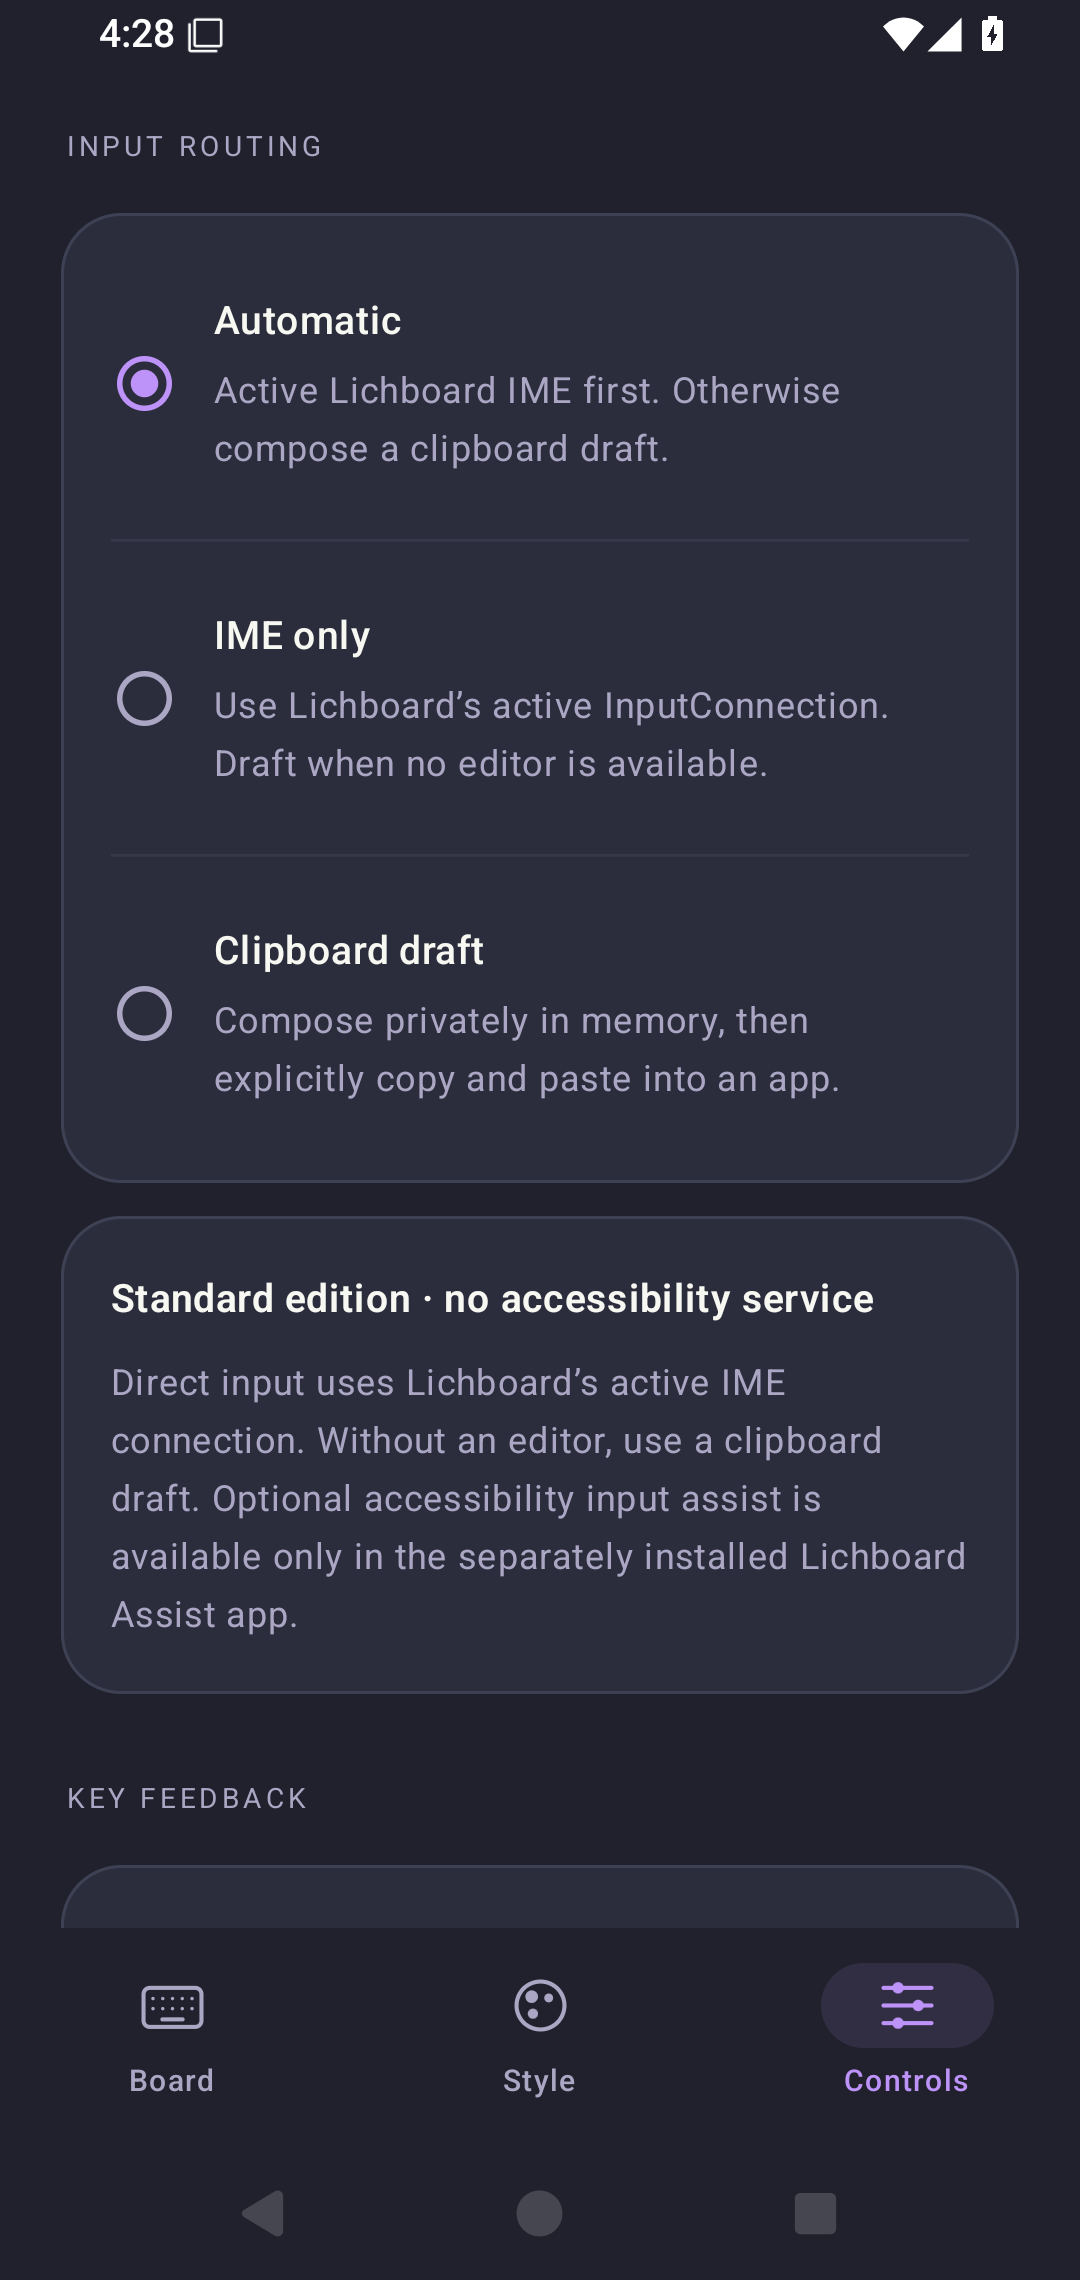 4:28
INPUT ROUTING
Automatic
Active Lichboard IME first. Otherwise
compose a clipboard draft.
IME only
Use Lichboard’s active InputConnection.
Draft when no editor is available.
Clipboard draft
Compose privately in memory, then
explicitly copy and paste into an app.
Standard edition · no accessibility service
Direct input uses Lichboard’s active IME
connection. Without an editor, use a clipboard
draft. Optional accessibility input assist is
available only in the separately installed Lichboard
Assist app.
KEY FEEDBACK
Board
Style
Controls